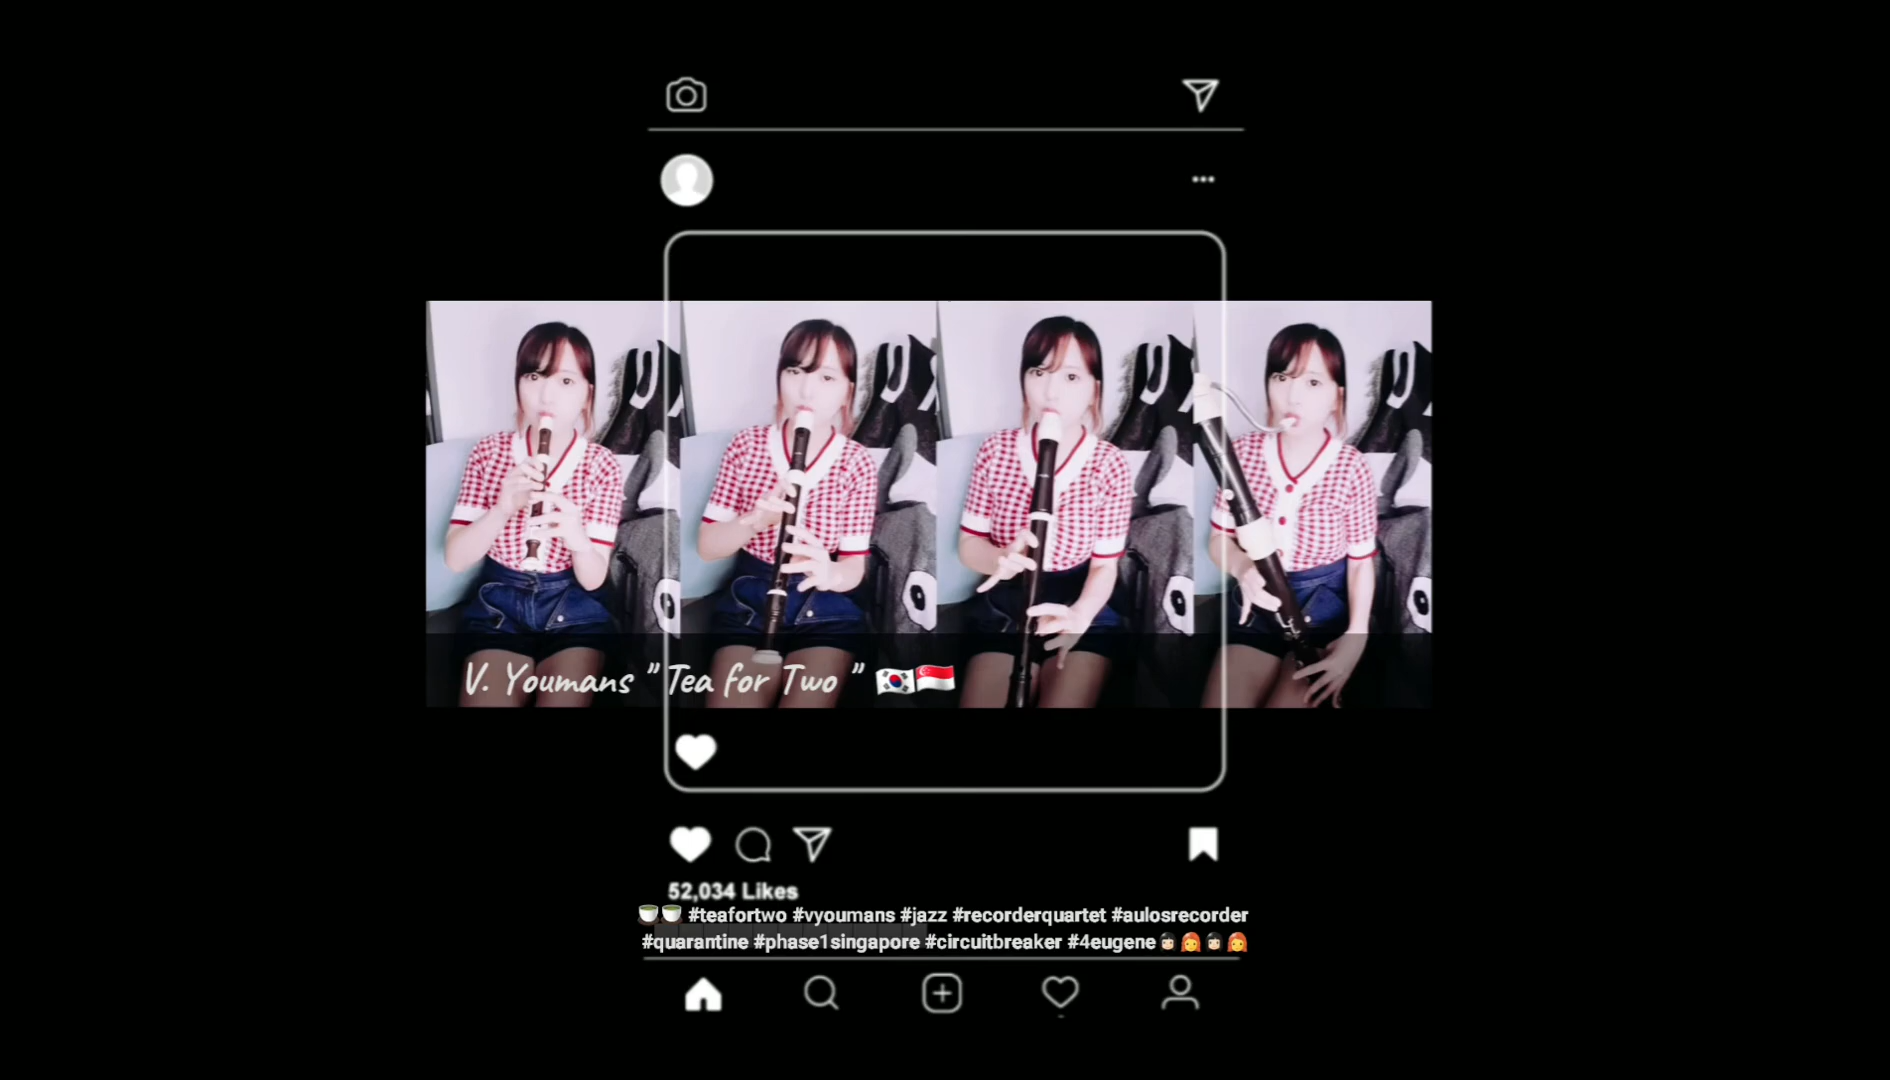 V. Youmans "Tea for Two" 🇰🇷🇸🇬
52,034 Likes
🍵🍵 #teafortwo #vyoumans #jazz #recorderquartet #aulosrecorder
#quarantine #phase1singapore #circuitbreaker #4eugene👩🏻👩‍🦰👩🏻👩‍🦰